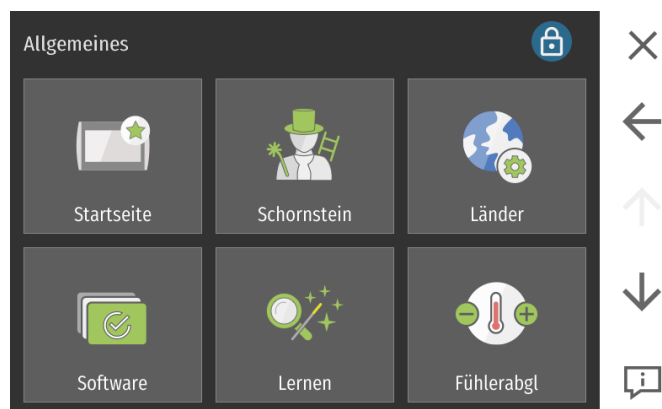 Allgemeines
Startseite
Schornstein
Länder
Software
Lernen
Fühlerabgl